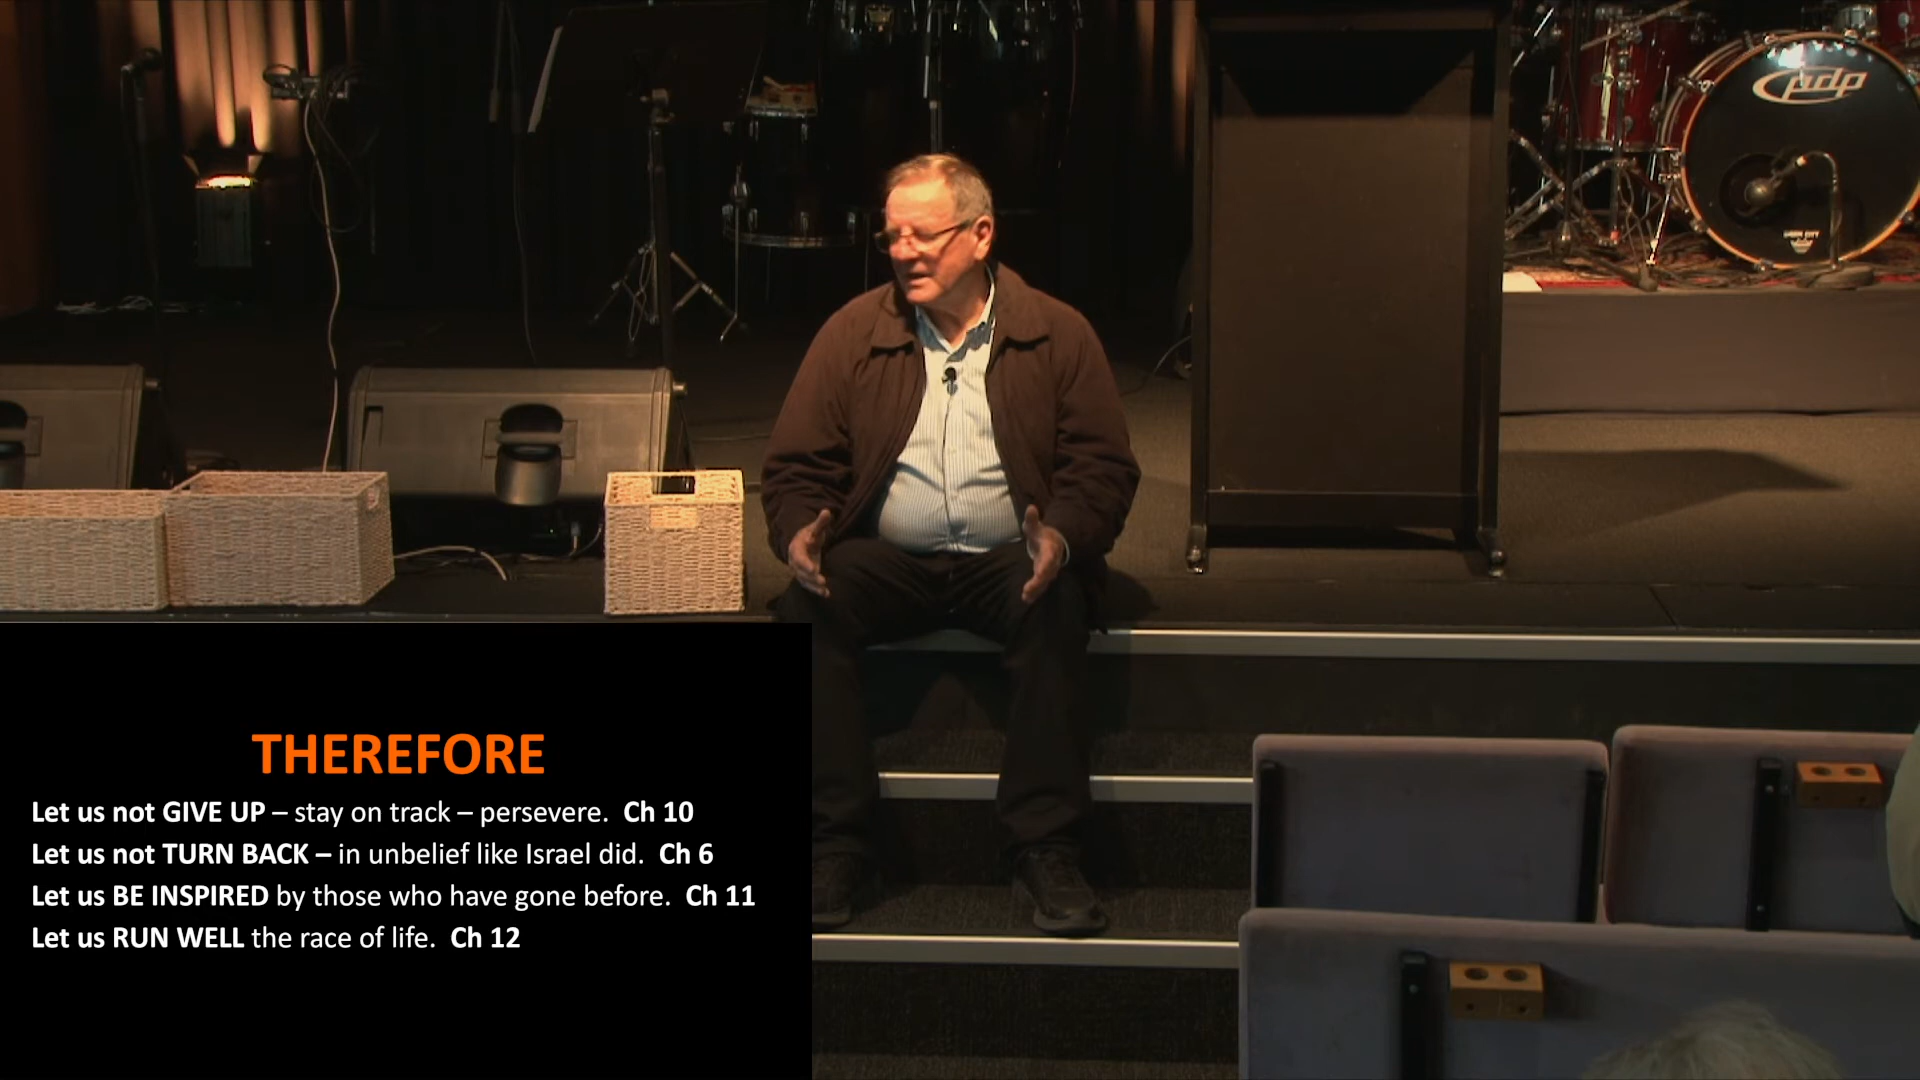 pdp
THEREFORE
Let us not GIVE UP – stay on track – persevere. Ch 10
Let us not TURN BACK – in unbelief like Israel did. Ch 6
Let us BE INSPIRED by those who have gone before. Ch 11
Let us RUN WELL the race of life. Ch 12